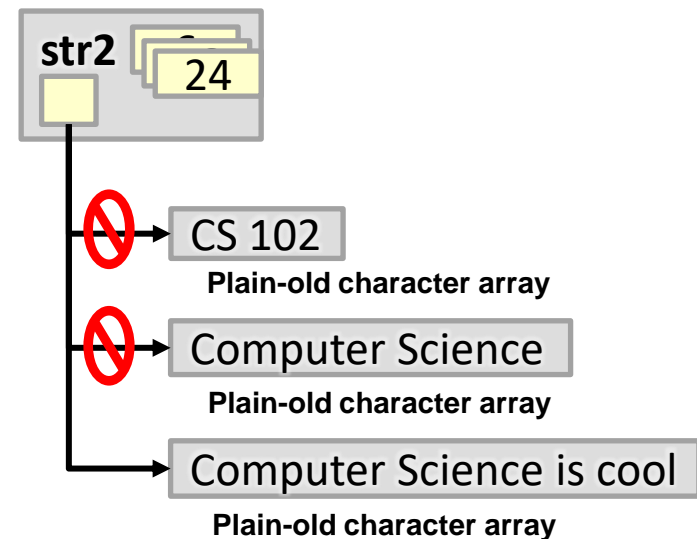 str2
24
CS 102
Plain-old character array
Computer Science
Plain-old character array
Computer Science is cool
Plain-old character array